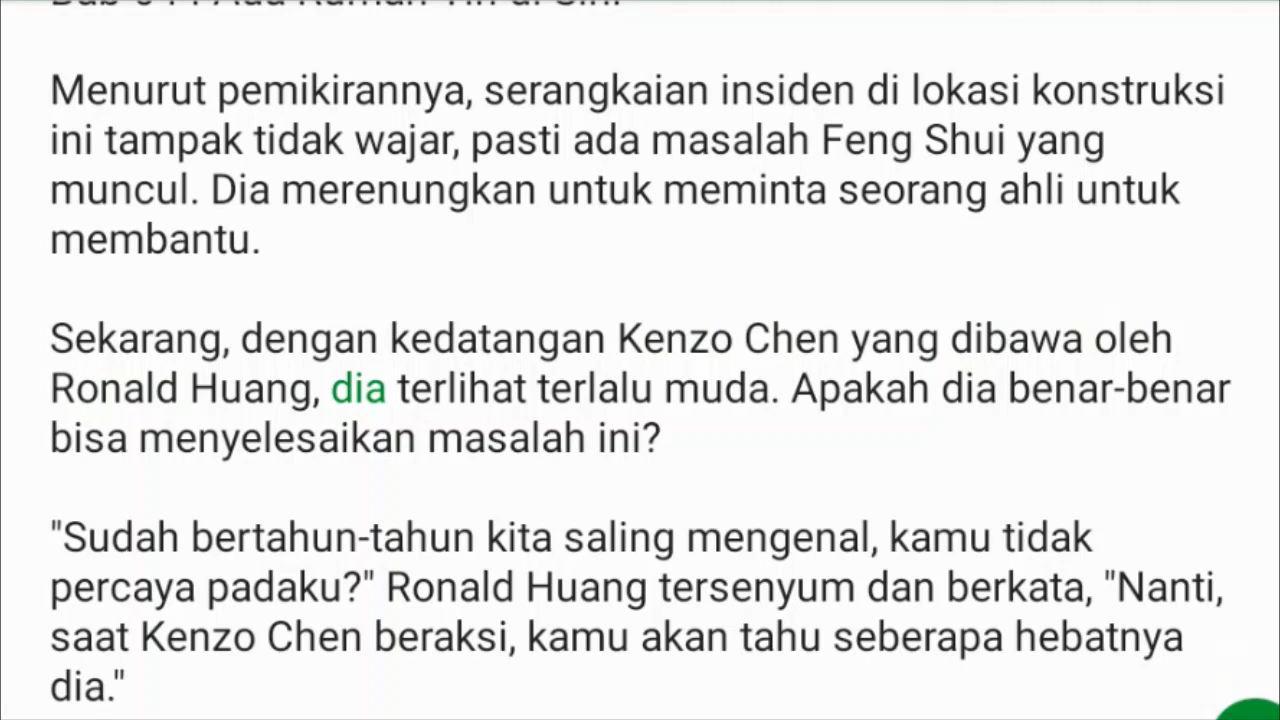 Menurut pemikirannya, serangkaian insiden di lokasi konstruksi
ini tampak tidak wajar, pasti ada masalah Feng Shui yang
muncul. Dia merenungkan untuk meminta seorang ahli untuk
membantu.
Sekarang, dengan kedatangan Kenzo Chen yang dibawa oleh
Ronald Huang, dia terlihat terlalu muda. Apakah dia benar-benar
bisa menyelesaikan masalah ini?
"Sudah bertahun-tahun kita saling mengenal, kamu tidak
percaya padaku?" Ronald Huang tersenyum dan berkata, "Nanti,
saat Kenzo Chen beraksi, kamu akan tahu seberapa hebatnya
dia."